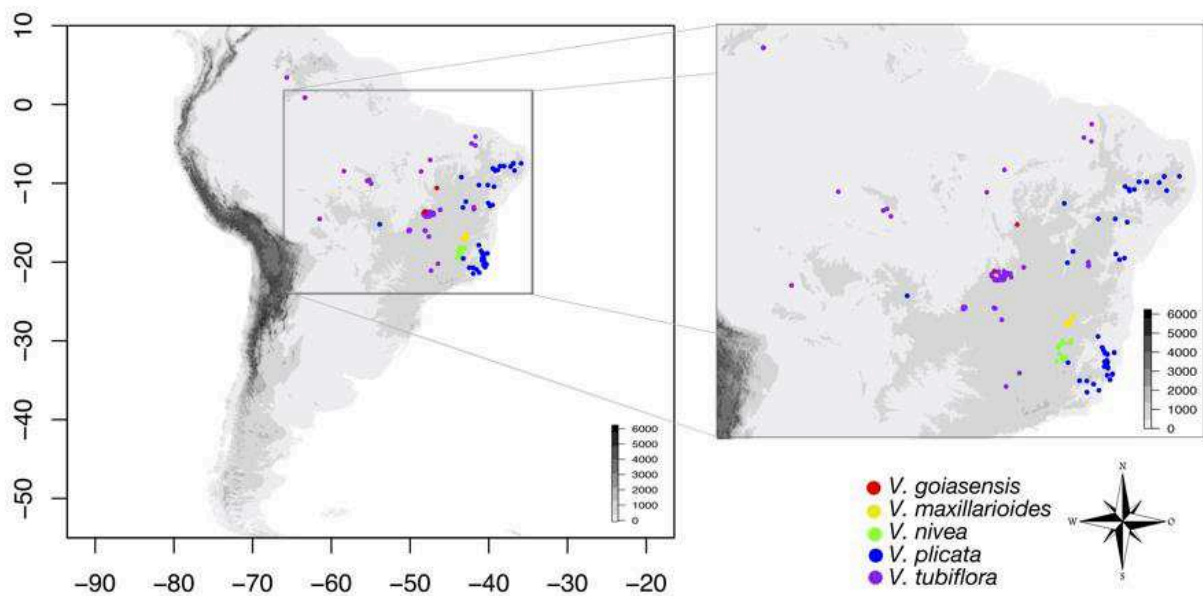 10
0
−10
−20
−30
−40
−50
−90 −80 −70 −60 −50 −40 −30 −20
6000
5000
4000
3000
2000
1000
0
6000
5000
4000
3000
2000
1000
0
V. goiasensis
V. maxillarioides
V. nivea
V. plicata
V. tubiflora
N
W O
S